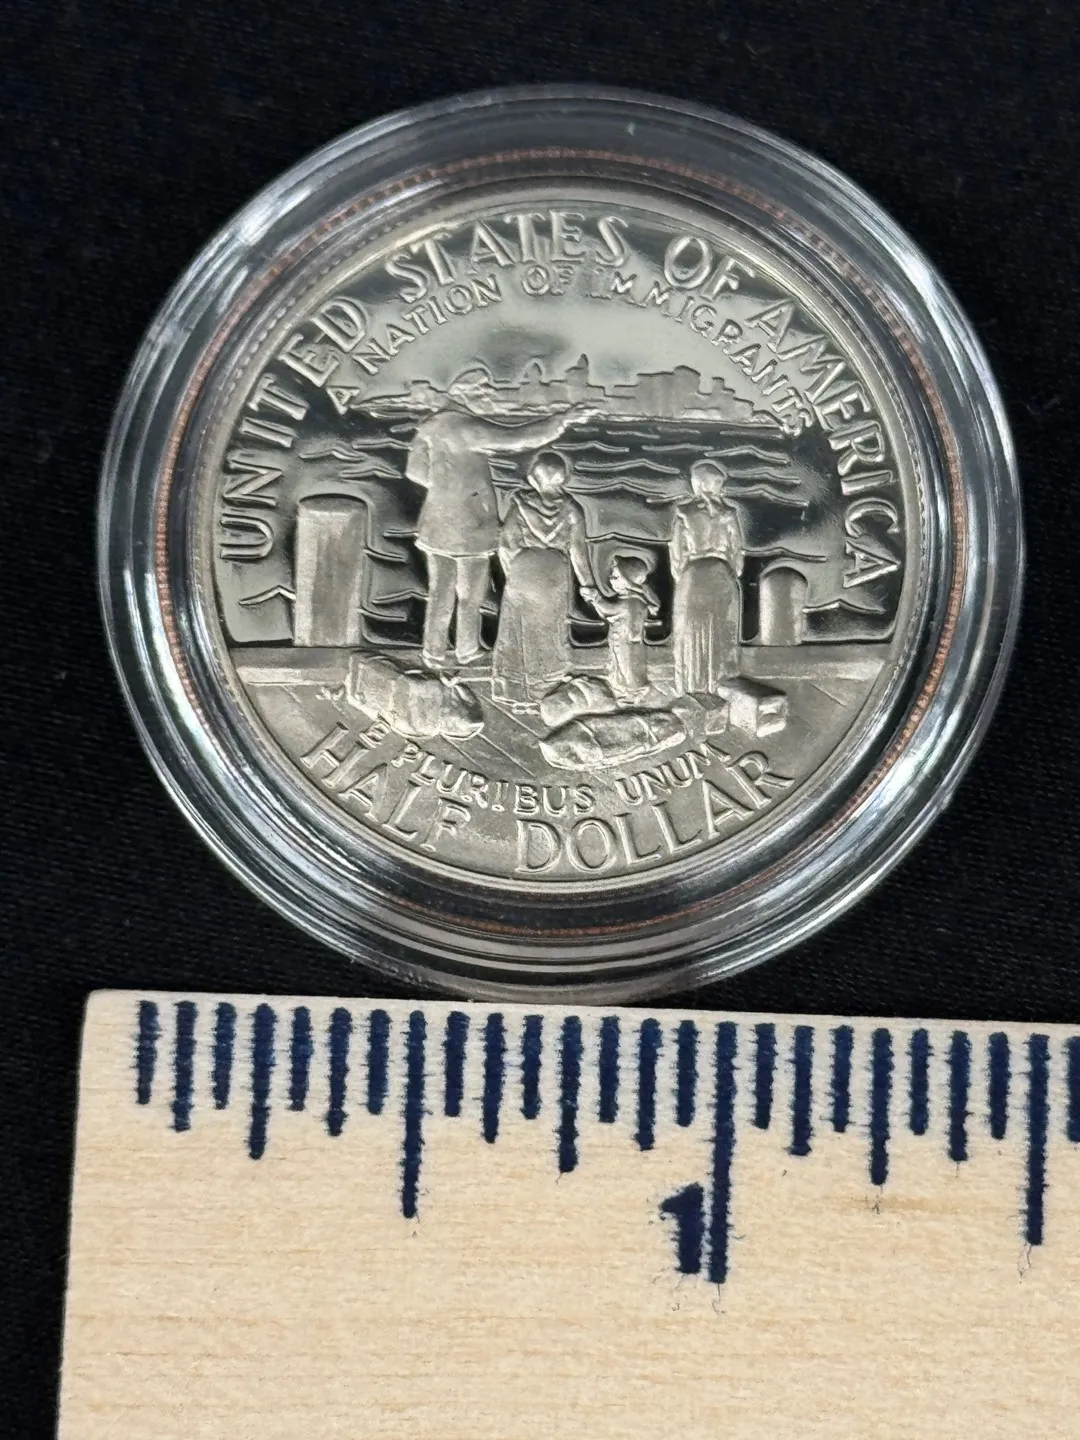 UNITED STATES OF AMERICA
A NATION OF IMMIGRANTS
E PLURIBUS UNUM
HALF DOLLAR
1